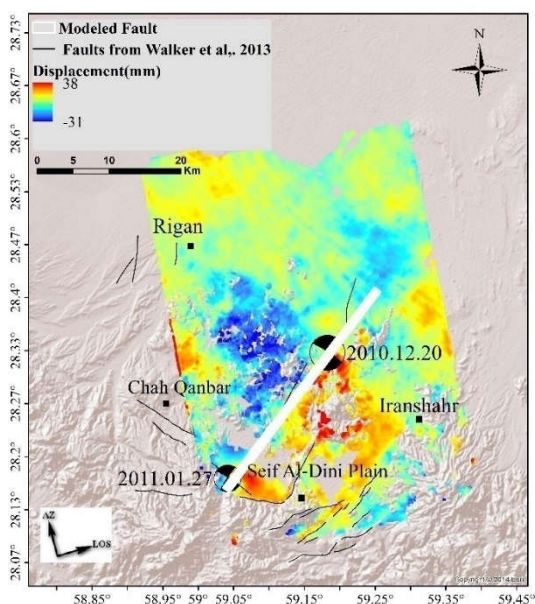 Modeled Fault
Faults from Walker et al,. 2013
Displacement(mm)
38
-31
0
10
20
Km
N
28.73°
28.67°
28.6°
28.53°
28.47°
28.4°
28.33°
28.27°
28.2°
28.13°
28.07°
Rigan
2010.12.20
Chah Qanbar
Iranshahr
2011.01.27
Seif Al-Dini Plain
AZ
LOS
58.85°
58.95°
59°
59.05°
59.15°
59.25°
59.35°
59.45°